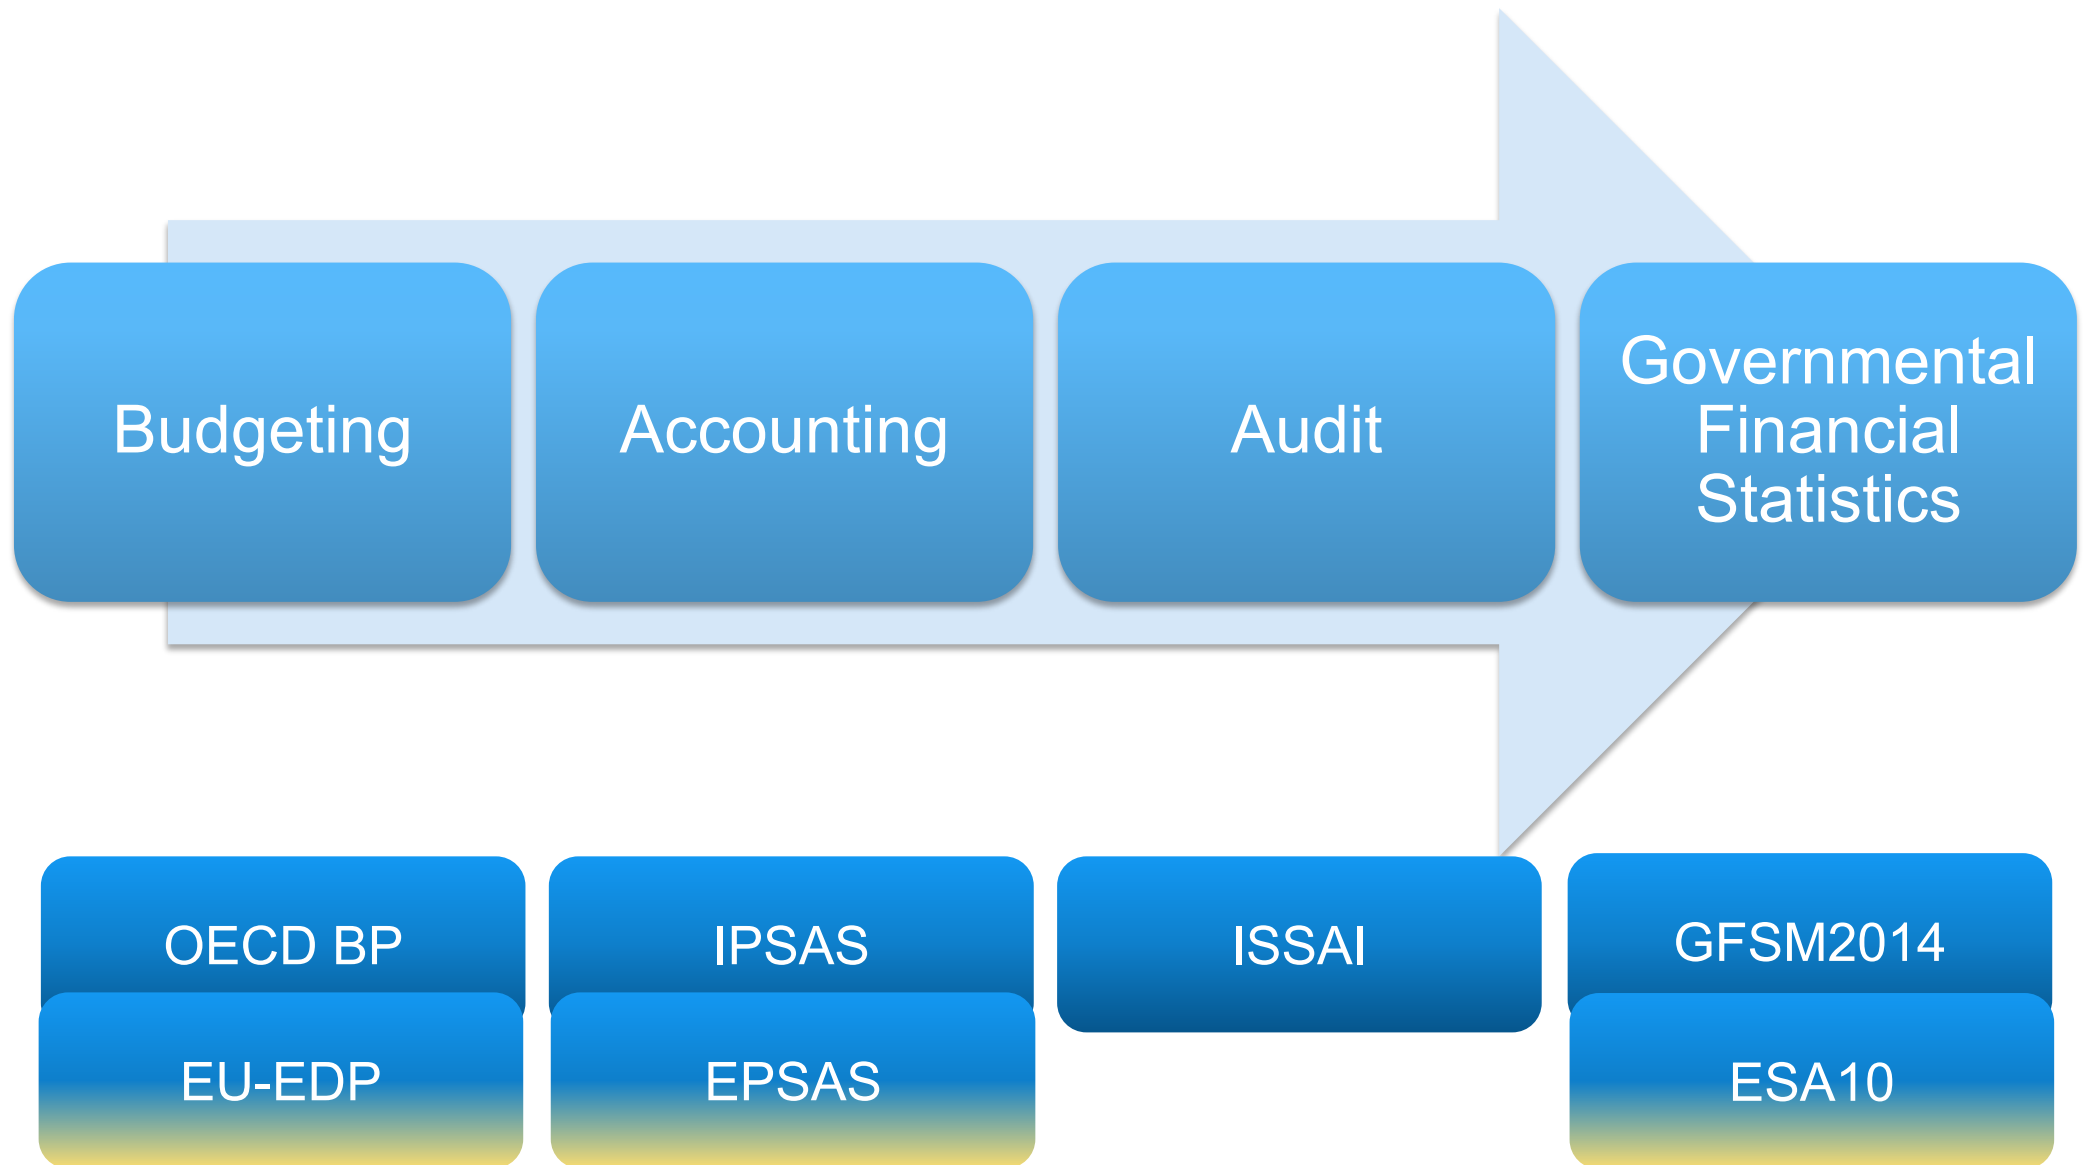 Budgeting
Accounting
Audit
Governmental
Financial
Statistics
OECD BP
IPSAS
ISSAI
GFSM2014
EU-EDP
EPSAS
ESA10